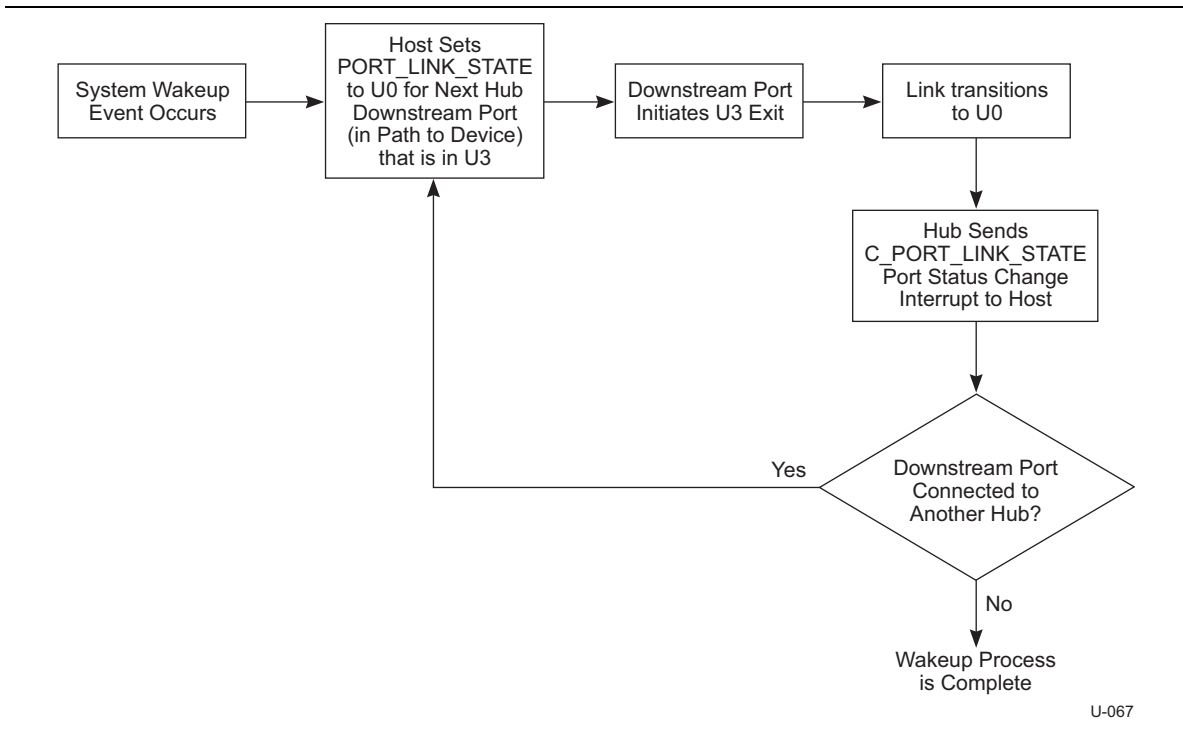 System Wakeup
Event Occurs
Host Sets
PORT_LINK_STATE
to U0 for Next Hub
Downstream Port
(in Path to Device)
that is in U3
Downstream Port
Initiates U3 Exit
Link transitions
to U0
Hub Sends
C_PORT_LINK_STATE
Port Status Change
Interrupt to Host
Downstream Port
Connected to
Another Hub?
Yes
No
Wakeup Process
is Complete
U-067